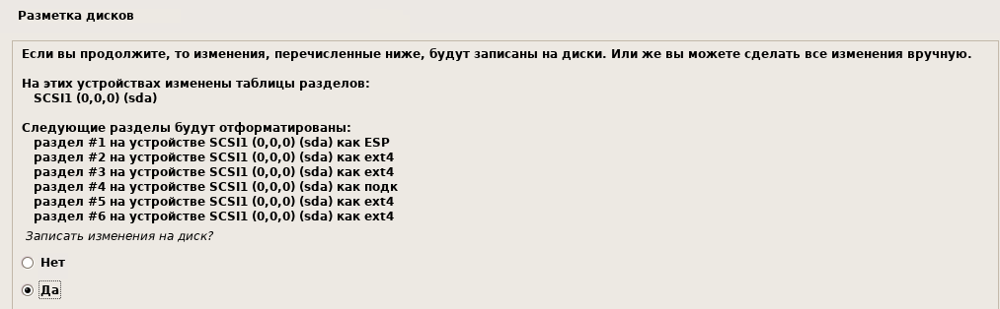 Разметка дисков
Если вы продолжите, то изменения, перечисленные ниже, будут записаны на диски. Или же вы можете сделать все изменения вручную.
На этих устройствах изменены таблицы разделов:
SCSI1 (0,0,0) (sda)
Следующие разделы будут отформатированы:
раздел #1 на устройстве SCSI1 (0,0,0) (sda) как ESP
раздел #2 на устройстве SCSI1 (0,0,0) (sda) как ext4
раздел #3 на устройстве SCSI1 (0,0,0) (sda) как ext4
раздел #4 на устройстве SCSI1 (0,0,0) (sda) как подк
раздел #5 на устройстве SCSI1 (0,0,0) (sda) как ext4
раздел #6 на устройстве SCSI1 (0,0,0) (sda) как ext4
Записать изменения на диск?
Нет
Да